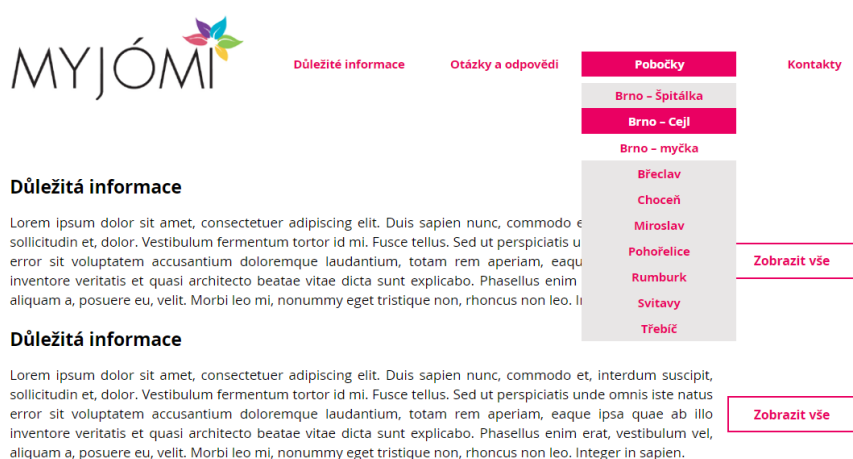 MYJÓMI
Důležité informace
Otázky a odpovědi
Pobočky
Kontakty
Brno – Špitálka
Brno – Cejl
Brno – myčka
Břeclav
Choceň
Miroslav
Pohořelice
Rumburk
Svitavy
Třebíč
Důležitá informace
Lorem ipsum dolor sit amet, consectetuer adipiscing elit. Duis sapien nunc, commodo
sollicitudin et, dolor. Vestibulum fermentum tortor id mi. Fusce tellus. Sed ut perspiciatis
error sit voluptatem accusantium doloremque laudantium, totam rem aperiam,
inventore veritatis et quasi architecto beatae vitae dicta sunt explicabo. Phasellus enim
aliquam a, posuere eu, velit. Morbi leo mi, nonummy eget tristique non, rhoncus non leo.
Zobrazit vše
Důležitá informace
Lorem ipsum dolor sit amet, consectetuer adipiscing elit. Duis sapien nunc, commodo et, interdum suscipit,
sollicitudin et, dolor. Vestibulum fermentum tortor id mi. Fusce tellus. Sed ut perspiciatis unde omnis iste natus
error sit voluptatem accusantium doloremque laudantium, totam rem aperiam, eaque ipsa quae ab illo
inventore veritatis et quasi architecto beatae vitae dicta sunt explicabo. Phasellus enim erat, vestibulum vel,
aliquam a, posuere eu, velit. Morbi leo mi, nonummy eget tristique non, rhoncus non leo. Integer in sapien.
Zobrazit vše